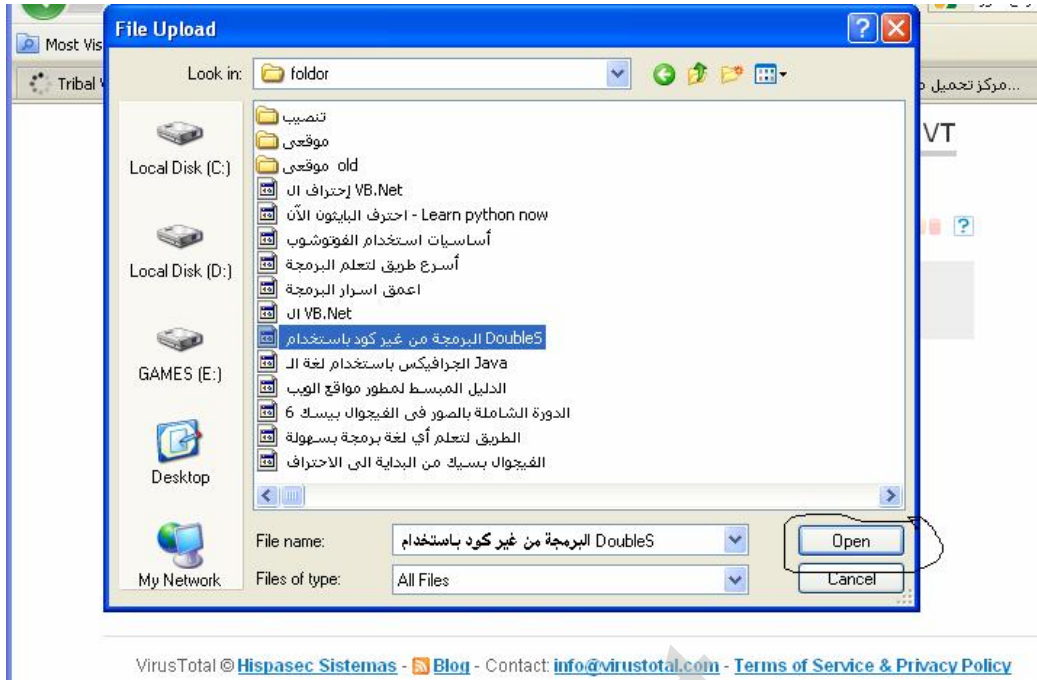 File Upload
Most Vis
Look in: foldor
Tribal
مركز تحميل...
VT
تنصيب
موقعى
موقعى old
إحتراف ال VB.Net
احترف البايثون الآن - Learn python now
أساسيات استخدام الفوتوشوب
أسرع طريق لتعلم البرمجة
اعمق اسرار البرمجة
ال VB.Net
البرمجة من غير كود باستخدام DoubleS
الجرافيكس باستخدام لغة الـ Java
الدليل المبسط لمطور مواقع الويب
الدورة الشاملة بالصور فى الفيجوال بيسك 6
الطريق لتعلم أي لغة برمجة بسهولة
الفيجوال بسيك من البداية الى الاحتراف
Local Disk (C:)
Local Disk (D:)
GAMES (E:)
Desktop
My Network
File name: البرمجة من غير كود باستخدام DoubleS
Open
Files of type: All Files
Cancel
VirusTotal © Hispasec Sistemas - Blog - Contact: info@virustotal.com - Terms of Service & Privacy Policy